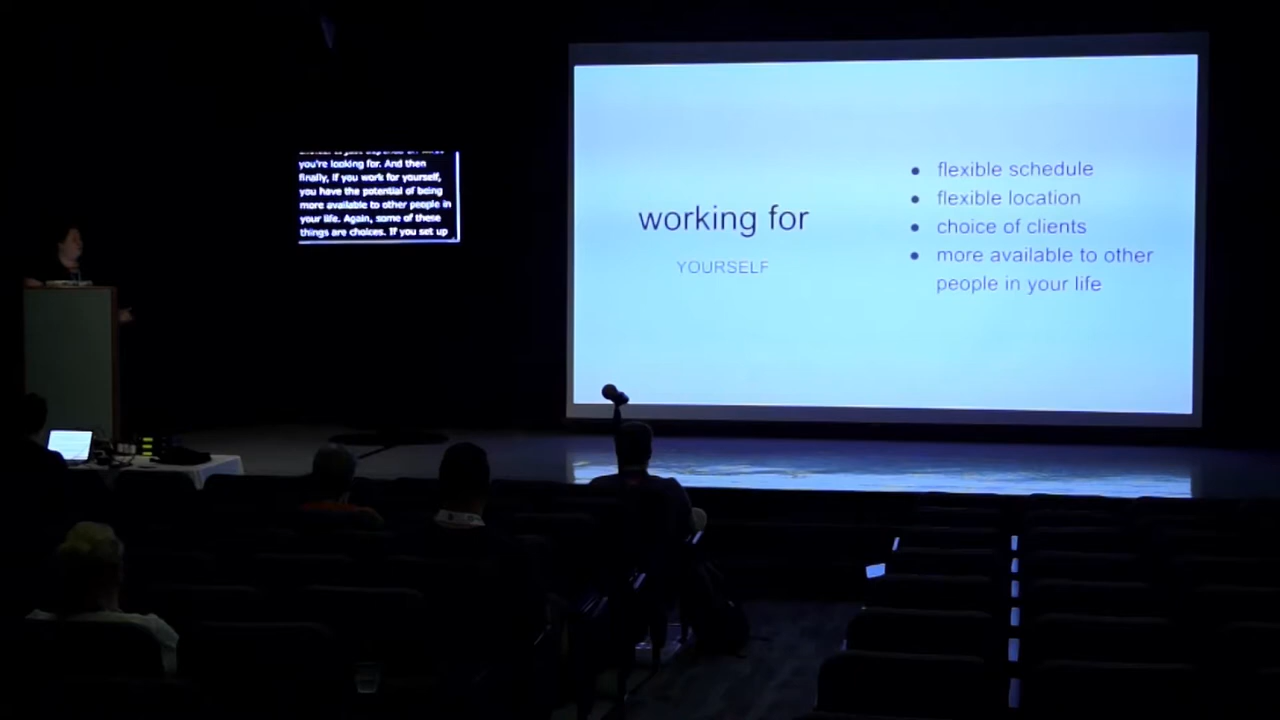 you're looking for. And then
finally, if you work for yourself,
you have the potential of being
more available to other people in
your life. Again, some of these
things are choices. If you set up
working for
YOURSELF
• flexible schedule
• flexible location
• choice of clients
• more available to other
people in your life